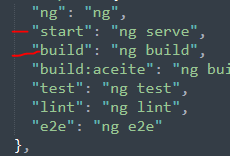 "ng": "ng",
"start": "ng serve",
"build": "ng build",
"build:aceite": "ng bui
"test": "ng test",
"lint": "ng lint",
"e2e": "ng e2e"
},